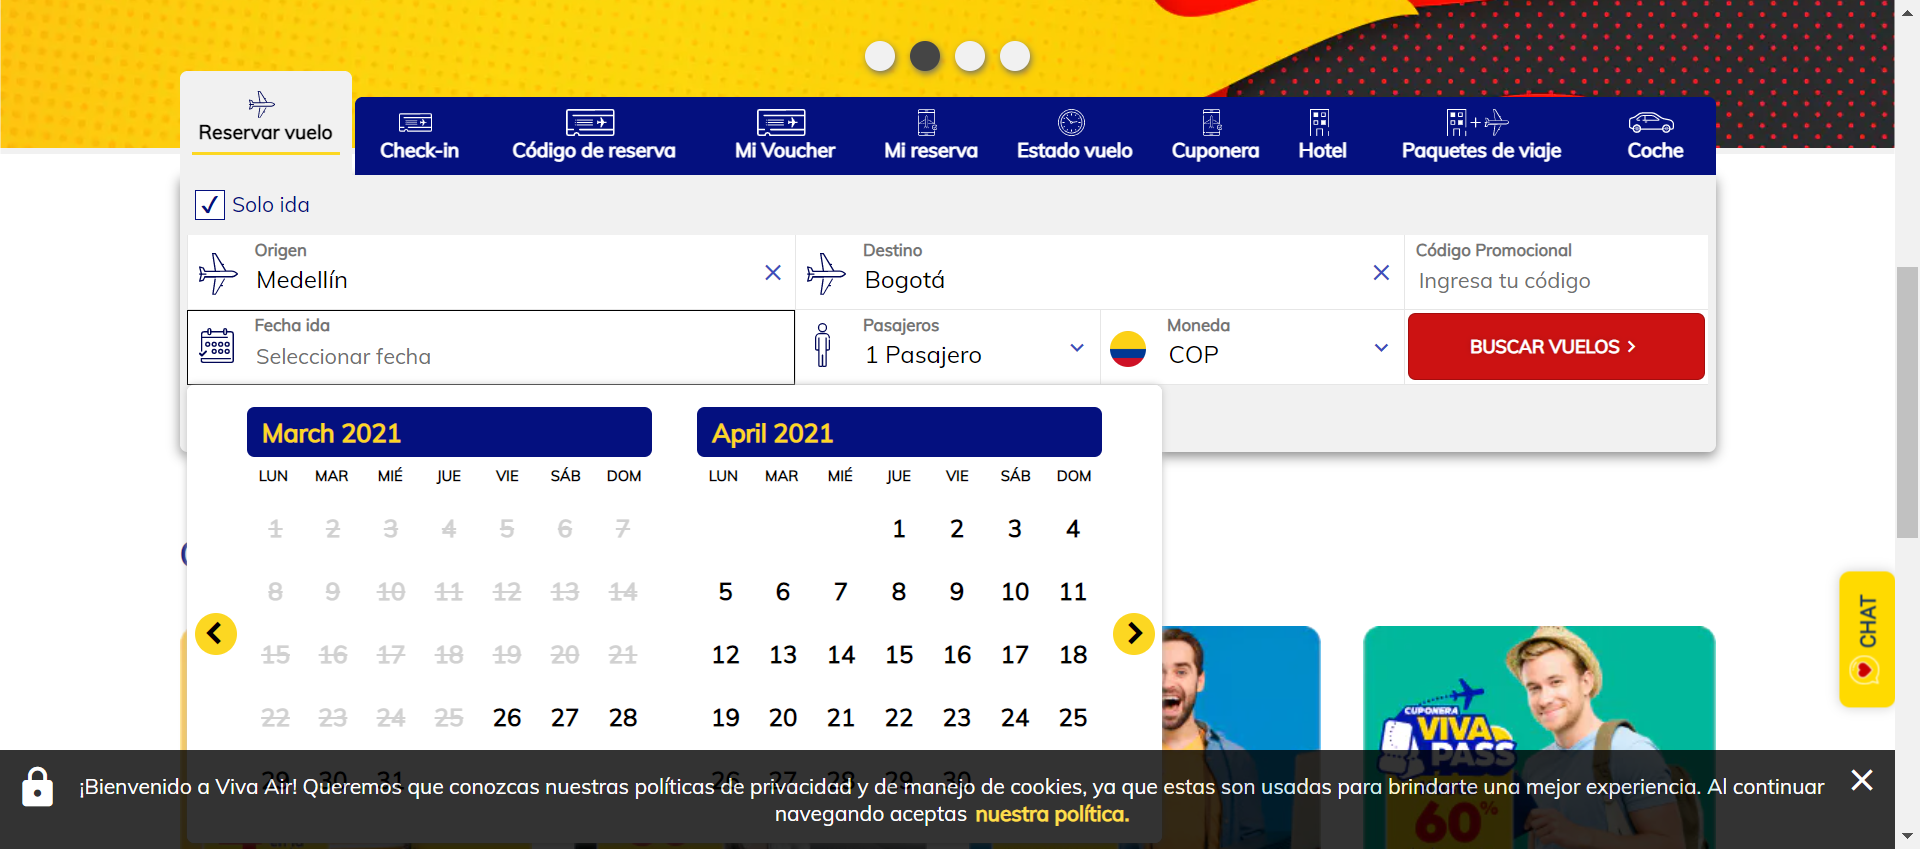 Reservar vuelo
Check-in
Código de reserva
Mi Voucher
Mi reserva
Estado vuelo
Cuponera
Hotel
Paquetes de viaje
Coche
Solo ida
Origen
Medellín
Destino
Bogotá
Código Promocional
Ingresa tu código
Fecha ida
Seleccionar fecha
Pasajeros
1 Pasajero
Moneda
COP
BUSCAR VUELOS
March 2021
LUN MAR MIÉ JUE VIE SÁB DOM
1 2 3 4 5 6 7
8 9 10 11 12 13 14
15 16 17 18 19 20 21
22 23 24 25 26 27 28
29 30 31
April 2021
LUN MAR MIÉ JUE VIE SÁB DOM
1 2 3 4
5 6 7 8 9 10 11
12 13 14 15 16 17 18
19 20 21 22 23 24 25
26 27 28 29 30
CHAT
CUPONERA
VIVA
PASS
60%
¡Bienvenido a Viva Air! Queremos que conozcas nuestras políticas de privacidad y de manejo de cookies, ya que estas son usadas para brindarte una mejor experiencia. Al continuar
navegando aceptas nuestra política.